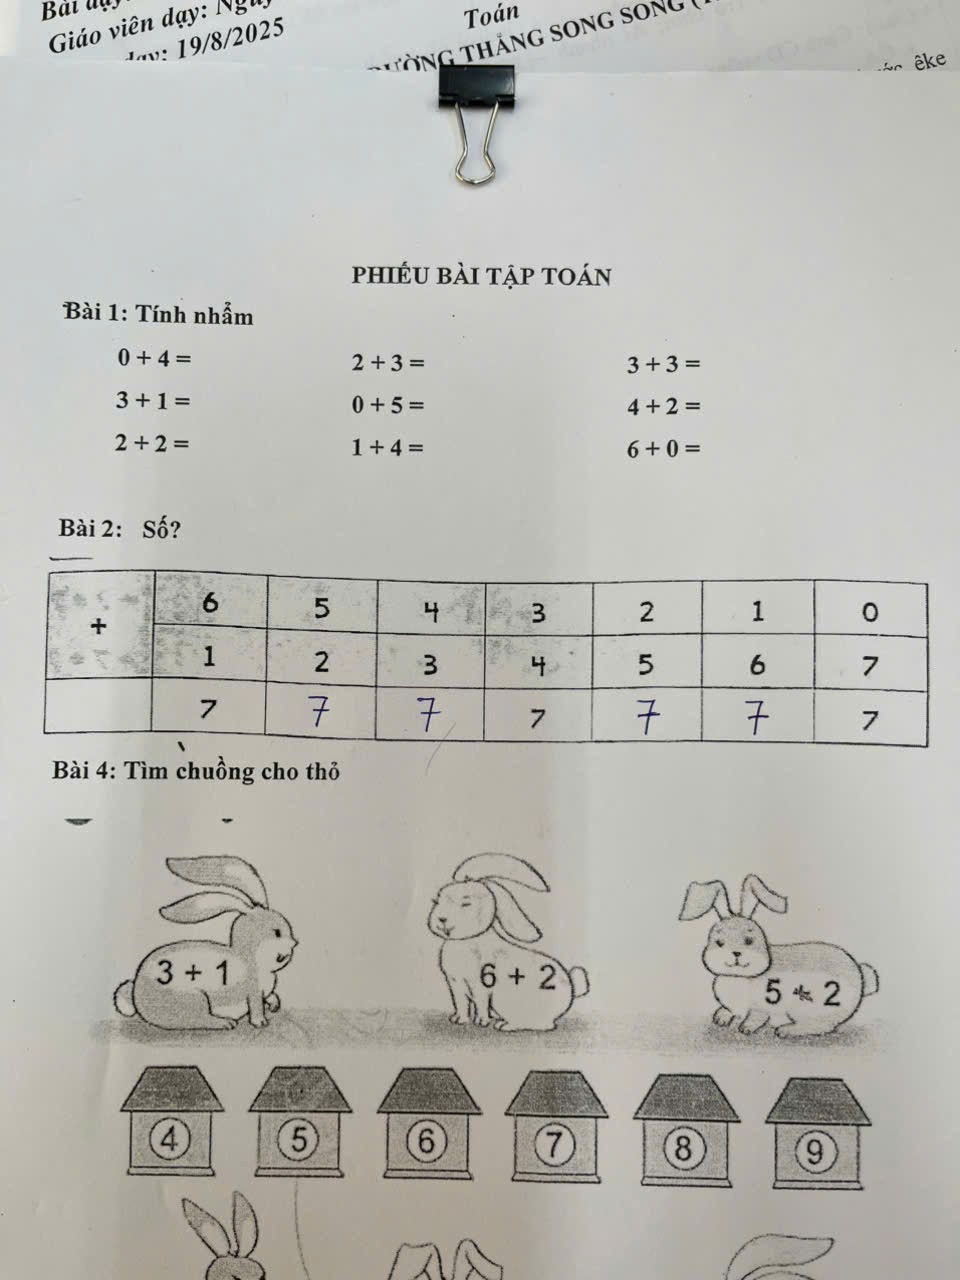 Giáo viên dạy:
19/8/2025
Toán
THẲNG SONG SONG
êke
PHIẾU BÀI TẬP TOÁN
Bài 1: Tính nhẩm
0 + 4 = 2 + 3 = 3 + 3 =
3 + 1 = 0 + 5 = 4 + 2 =
2 + 2 = 1 + 4 = 6 + 0 =
Bài 2: Số?
+ 6 5 4 3 2 1 0
1 2 3 4 5 6 7
7 7 7 7 7 7 7
Bài 4: Tìm chuồng cho thỏ
3 + 1 6 + 2 5 + 2
4 5 6 7 8 9